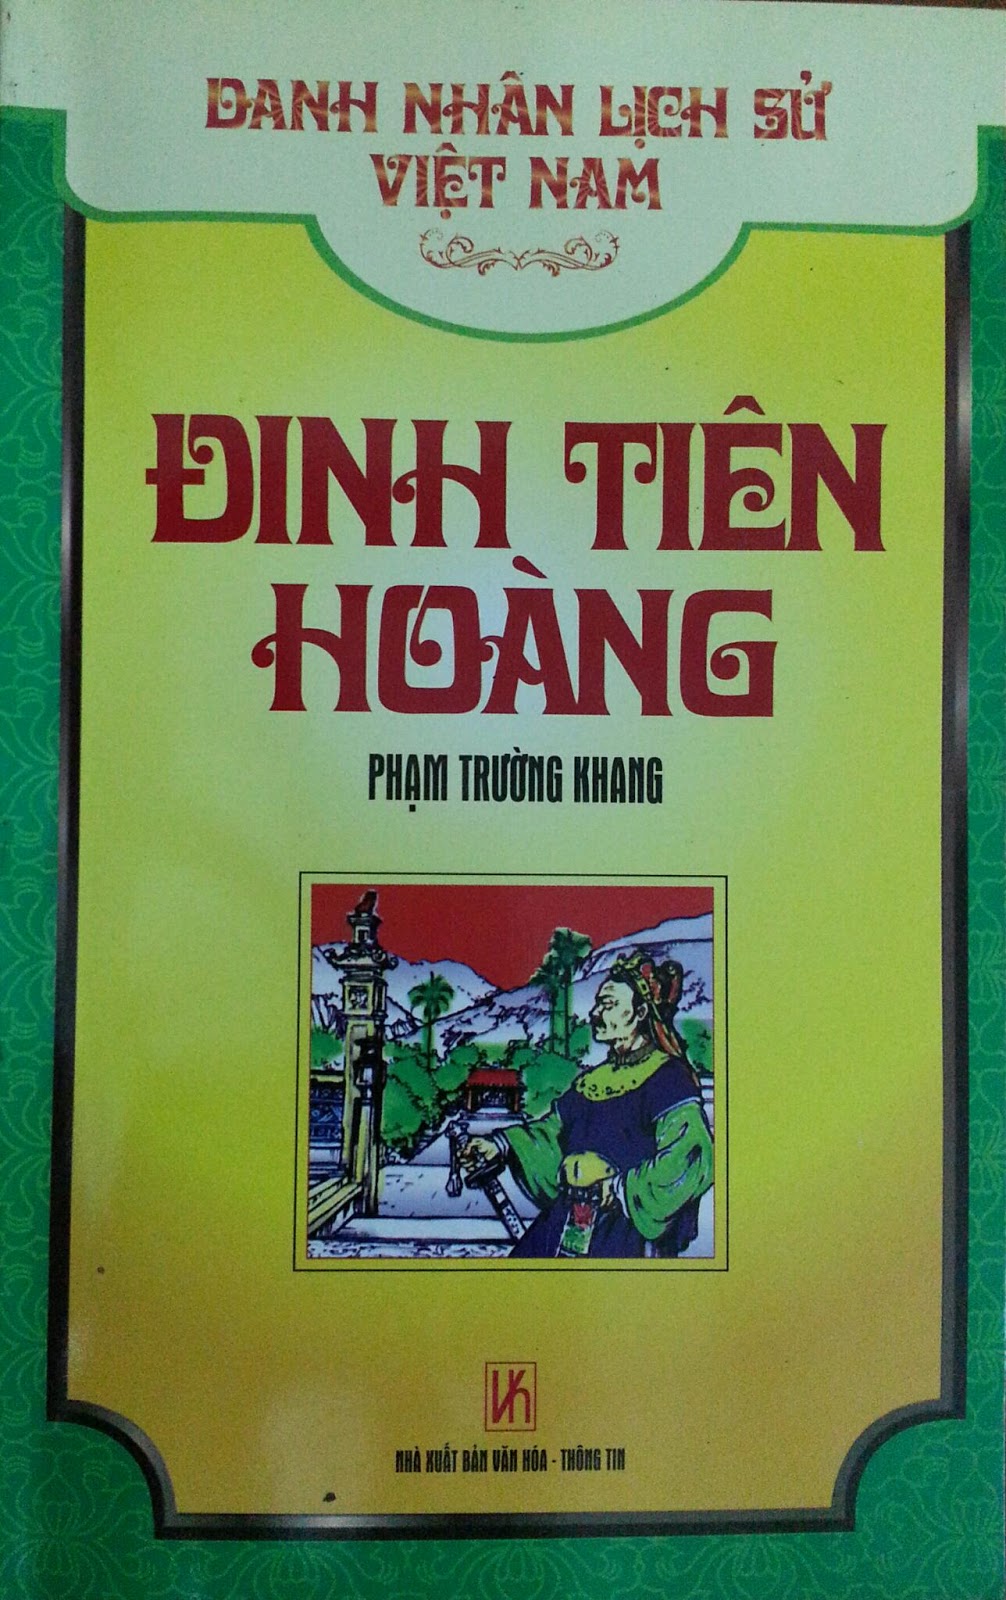 DANH NHÂN LỊCH SỬ
VIỆT NAM
ĐINH TIÊN
HOÀNG
PHẠM TRƯỜNG KHANG
NHÀ XUẤT BẢN VĂN HÓA - THÔNG TIN